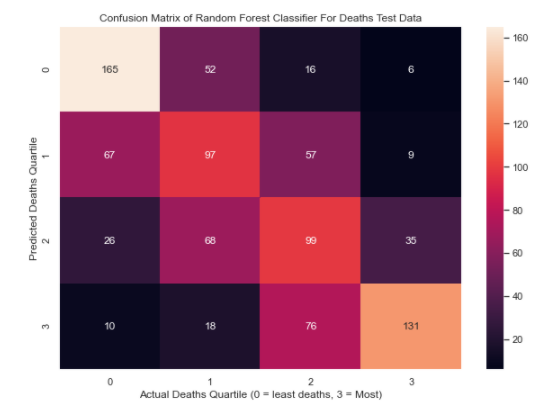 Confusion Matrix of Random Forest Classifier For Deaths Test Data
Predicted Deaths Quartile
0 165 52 16 6
1 67 97 57 9
2 26 68 99 35
3 10 18 76 131
0 1 2 3
Actual Deaths Quartile (0 = least deaths, 3 = Most)
160
140
120
100
80
60
40
20